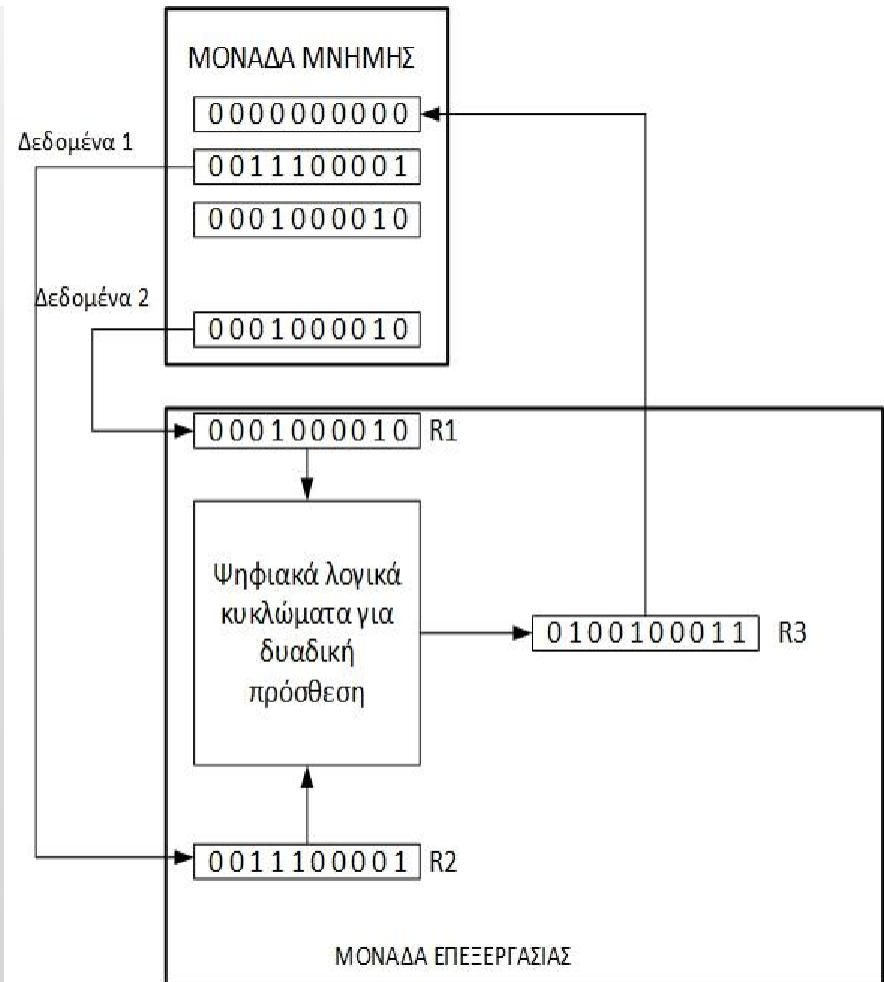 ΜΟΝΑΔΑ ΜΝΗΜΗΣ
0000000000
Δεδομένα 1
0011100001
0001000010
Δεδομένα 2
0001000010
0001000010 R1
Ψηφιακά λογικά
κυκλώματα για
δυαδική
πρόσθεση
0100100011 R3
0011100001 R2
ΜΟΝΑΔΑ ΕΠΕΞΕΡΓΑΣΙΑΣ